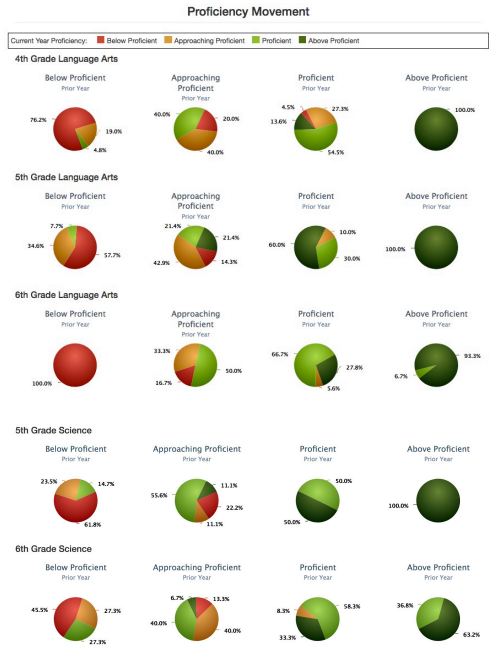 Proficiency Movement
Current Year Proficiency: Below Proficient Approaching Proficient Proficient Above Proficient
4th Grade Language Arts
Below Proficient Approaching Proficient Proficient Above Proficient
Prior Year Prior Year Prior Year Prior Year
76.2% 19.0% 4.8% 40.0% 20.0% 40.0% 4.5% 27.3% 13.6% 54.5% 100.0%
5th Grade Language Arts
Below Proficient Approaching Proficient Proficient Above Proficient
Prior Year Prior Year Prior Year Prior Year
7.7% 34.6% 57.7% 21.4% 21.4% 42.9% 14.3% 10.0% 60.0% 30.0% 100.0%
6th Grade Language Arts
Below Proficient Approaching Proficient Proficient Above Proficient
Prior Year Prior Year Prior Year Prior Year
100.0% 33.3% 50.0% 16.7% 66.7% 27.8% 5.6% 93.3% 6.7%
5th Grade Science
Below Proficient Approaching Proficient Proficient Above Proficient
Prior Year Prior Year Prior Year Prior Year
23.5% 14.7% 61.8% 55.6% 11.1% 22.2% 11.1% 50.0% 50.0% 100.0%
6th Grade Science
Below Proficient Approaching Proficient Proficient Above Proficient
Prior Year Prior Year Prior Year Prior Year
45.5% 27.3% 27.3% 6.7% 13.3% 40.0% 40.0% 8.3% 58.3% 33.3% 36.8% 63.2%